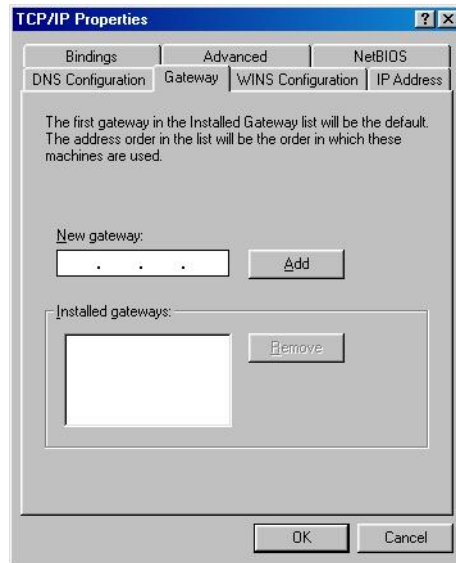 TCP/IP Properties
Bindings Advanced NetBIOS
DNS Configuration Gateway WINS Configuration IP Address
The first gateway in the Installed Gateway list will be the default.
The address order in the list will be the order in which these
machines are used.
New gateway:
. . .
Add
Installed gateways:
Remove
OK Cancel